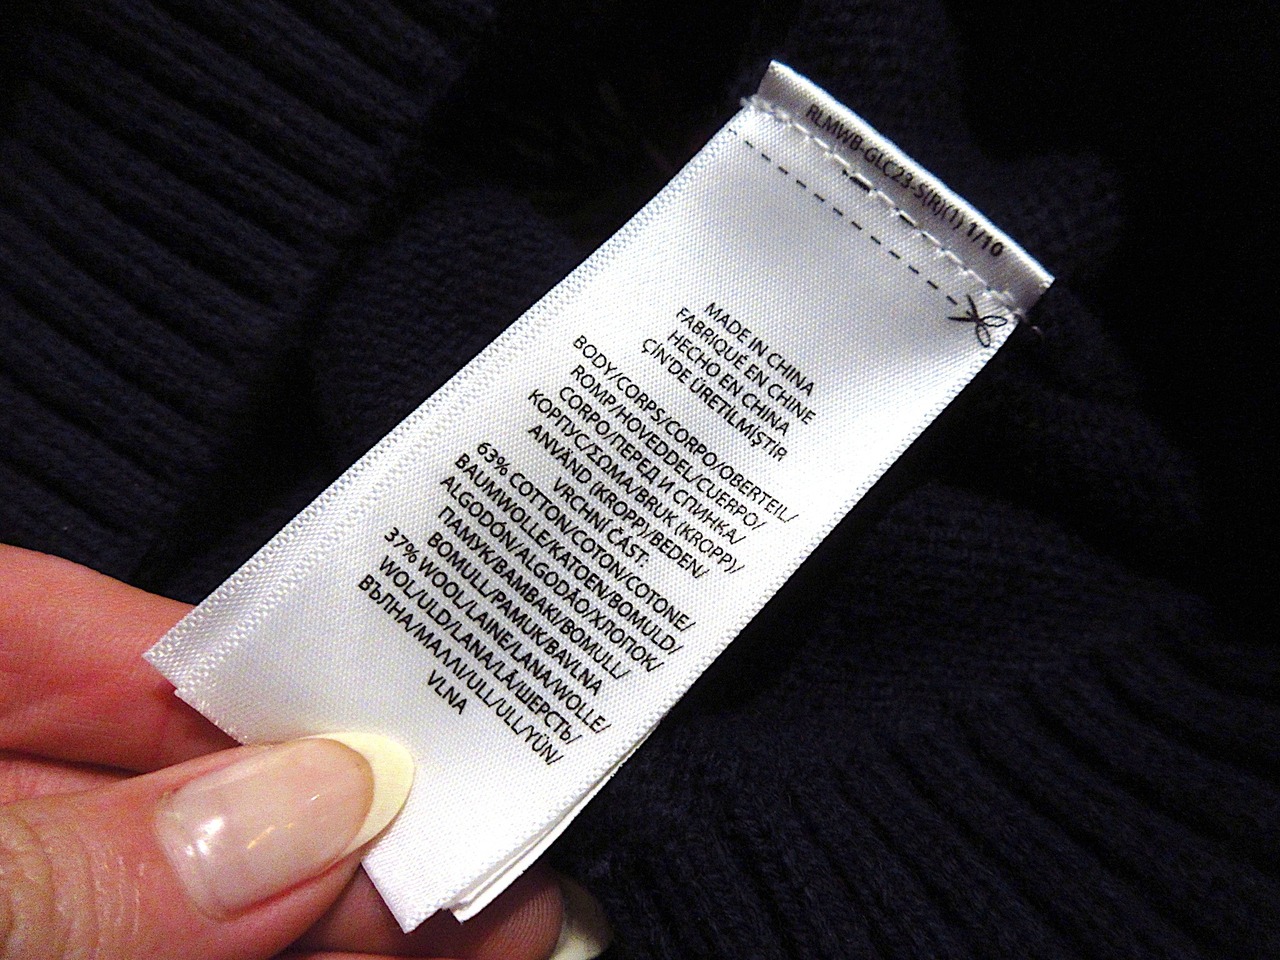 RLMWB-GLC23-S(R)(1) 1/10
MADE IN CHINA
FABRIQUÉ EN CHINE
HECHO EN CHINA
ÇİN'DE ÜRETİLMİŞTİR
BODY/CORPS/CORPO/OBERTEIL/
ROMP/HOVEDDEL/CUERPO/
CORPO/ПЕРЕД И СПИНКА/
КОРПУС/ΣΩΜΑ/BRUK (KROPP)/
ANVÄND (KROPP)/BEDEN/
VRCHNÍ ČÁST:
63% COTTON/COTON/COTONE/
BAUMWOLLE/KATOEN/BOMULD/
ALGODÓN/ALGODÃO/ХЛОПОК/
ПАМУК/ΒΑΜΒΑΚΙ/BOMULL/
BOMULL/PAMUK/BAVLNA
37% WOOL/LAINE/LANA/WOLLE/
WOL/ULD/LANA/LÃ/ШЕРСТЬ/
ВЪЛНА/ΜΑΛΛΙ/ULL/ULL/YÜN/
VLNA